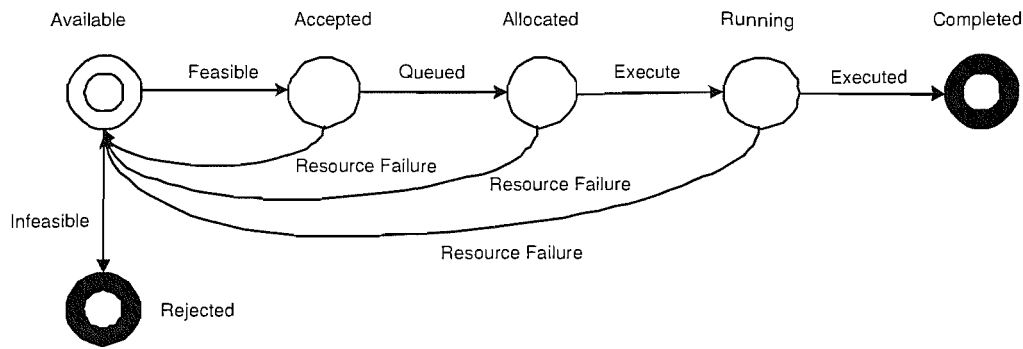 Available
Accepted
Allocated
Running
Completed
Feasible
Queued
Execute
Executed
Resource Failure
Resource Failure
Resource Failure
Infeasible
Rejected